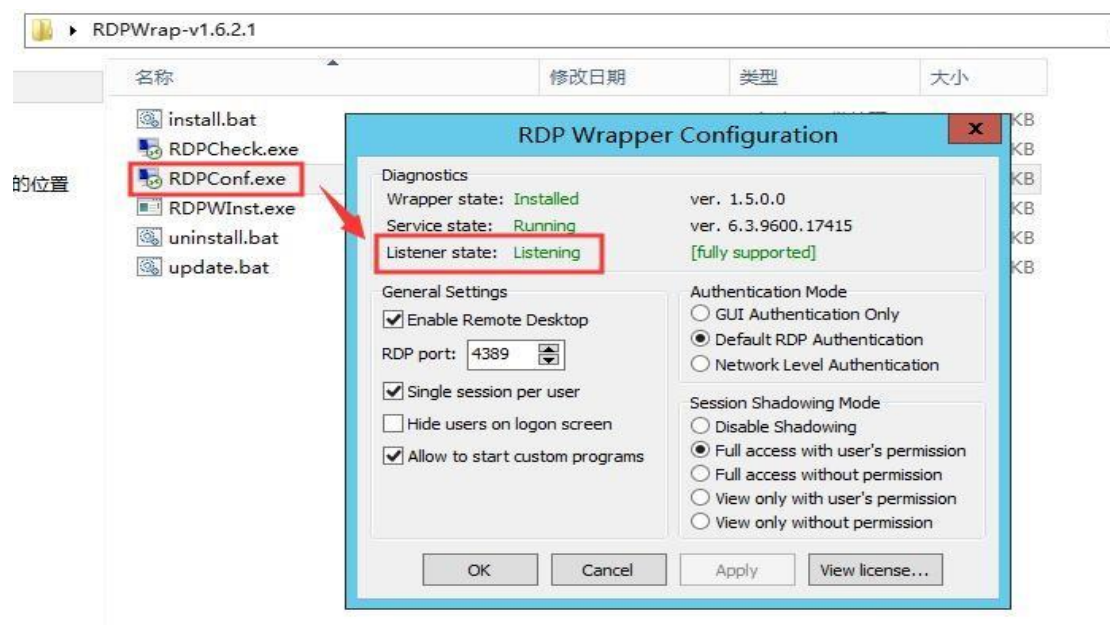 RDPWrap-v1.6.2.1
名称 修改日期 类型 大小
install.bat KB
RDPCheck.exe KB
RDPConf.exe KB
RDPWInst.exe KB
uninstall.bat KB
update.bat KB
的位置
RDP Wrapper Configuration
x
Diagnostics
Wrapper state: Installed ver. 1.5.0.0
Service state: Running ver. 6.3.9600.17415
Listener state: Listening [fully supported]
General Settings
Enable Remote Desktop
RDP port: 4389
Single session per user
Hide users on logon screen
Allow to start custom programs
Authentication Mode
GUI Authentication Only
Default RDP Authentication
Network Level Authentication
Session Shadowing Mode
Disable Shadowing
Full access with user's permission
Full access without permission
View only with user's permission
View only without permission
OK Cancel Apply View license...